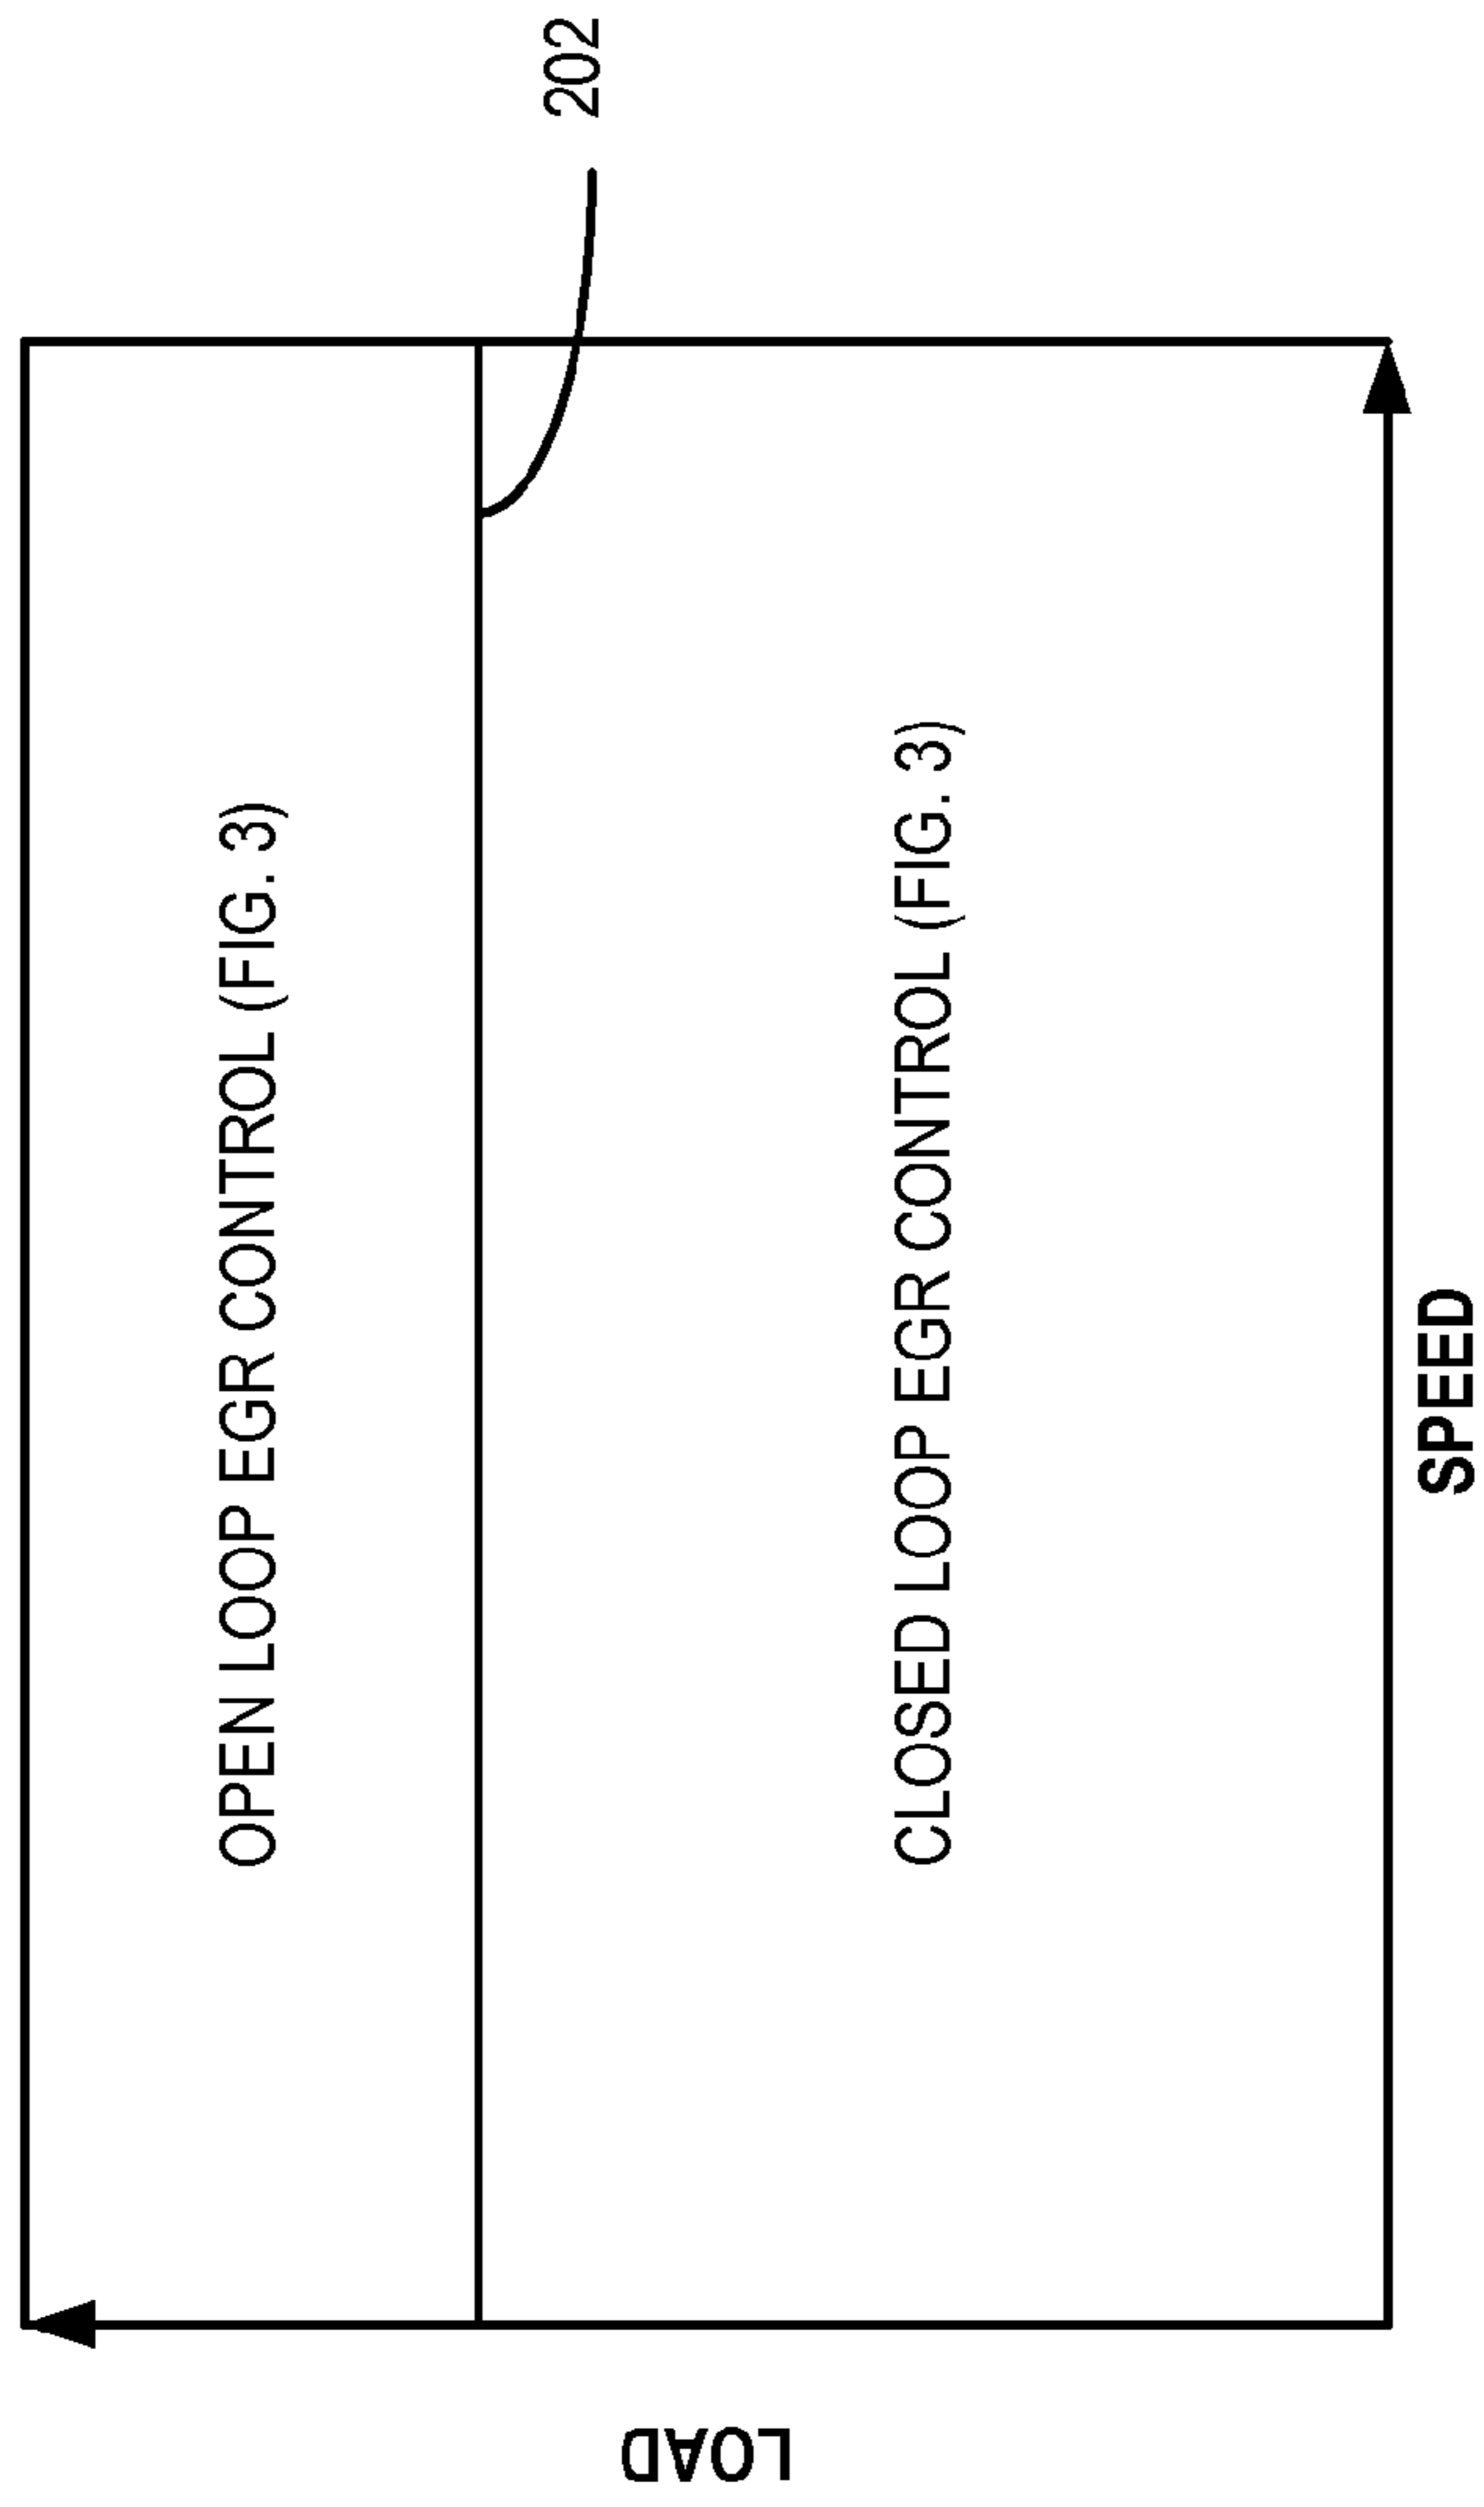 202
OPEN LOOP EGR CONTROL (FIG. 3)
CLOSED LOOP EGR CONTROL (FIG. 3)
LOAD
SPEED